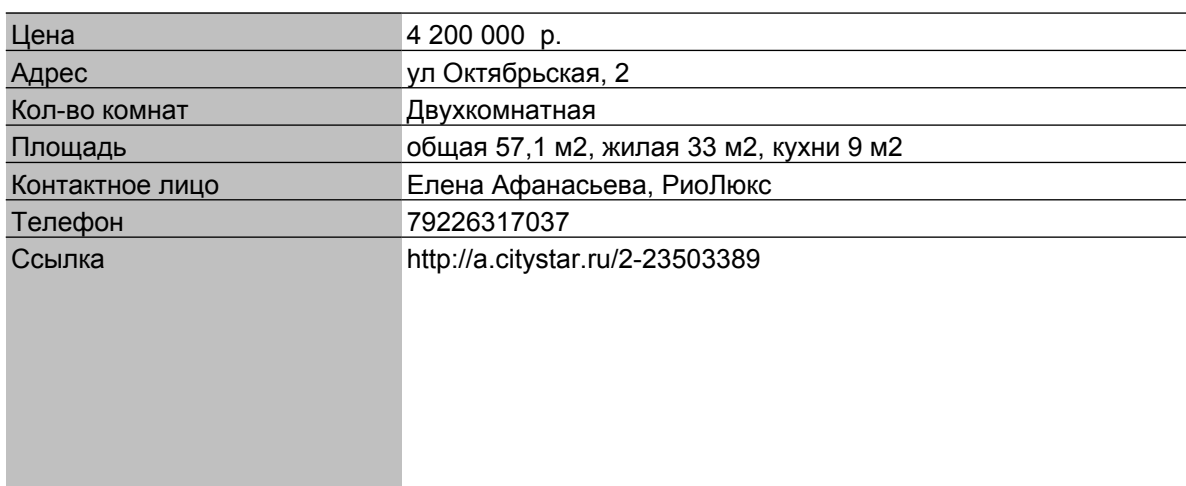 Цена 4 200 000 р.
Адрес ул Октябрьская, 2
Кол-во комнат Двухкомнатная
Площадь общая 57,1 м2, жилая 33 м2, кухни 9 м2
Контактное лицо Елена Афанасьева, РиоЛюкс
Телефон 79226317037
Ссылка http://a.citystar.ru/2-23503389